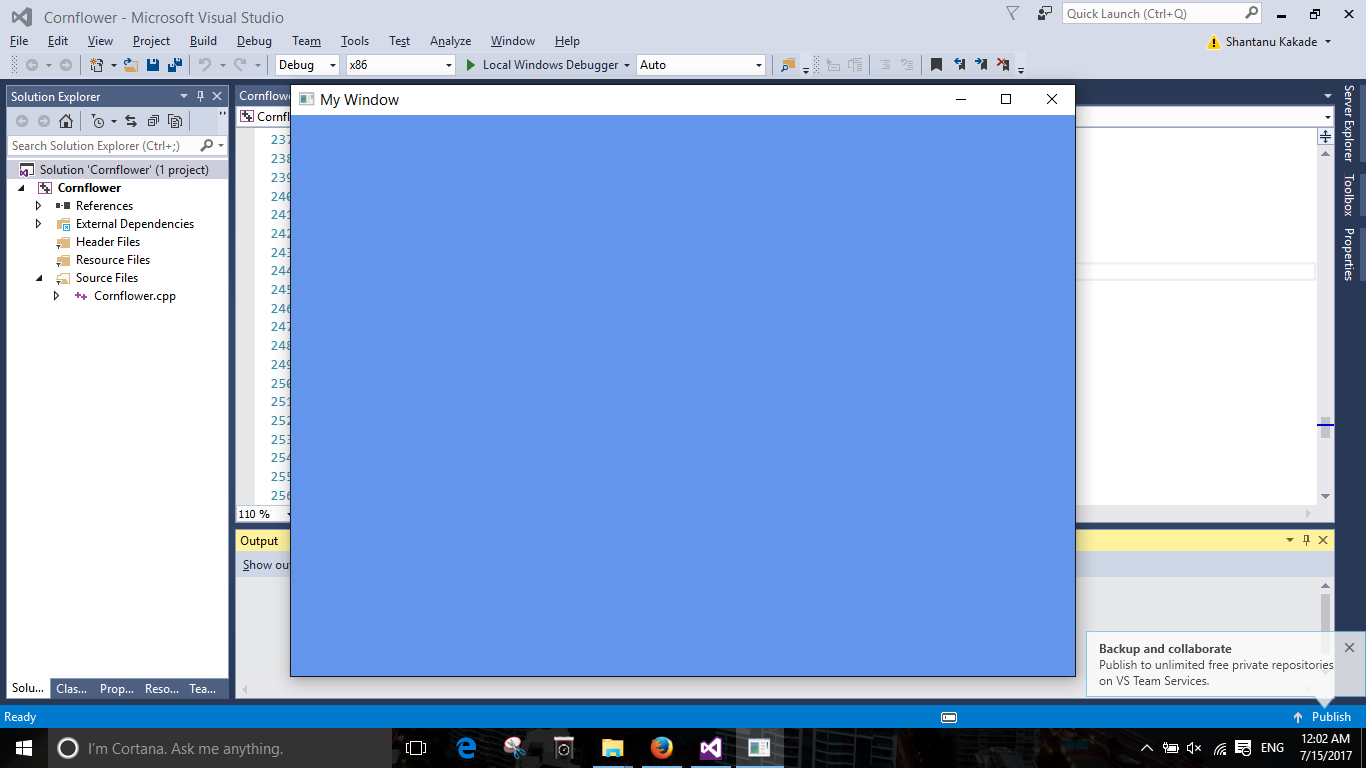 Cornflower - Microsoft Visual Studio
Quick Launch (Ctrl+Q)
File Edit View Project Build Debug Team Tools Test Analyze Window Help
Shantanu Kakade
Debug x86 Local Windows Debugger Auto
Solution Explorer
Search Solution Explorer (Ctrl+;)
Solution 'Cornflower' (1 project)
Cornflower
References
External Dependencies
Header Files
Resource Files
Source Files
Cornflower.cpp
Solu... Clas... Prop... Reso... Tea...
Cornflow
Cornfl
My Window
237
238
239
240
241
242
243
244
245
246
247
248
249
250
251
252
253
254
255
256
110 %
Output
Show out
Server Explorer
Toolbox
Properties
Backup and collaborate
Publish to unlimited free private repositories
on VS Team Services.
Ready
Publish
I'm Cortana. Ask me anything.
ENG
12:02 AM
7/15/2017